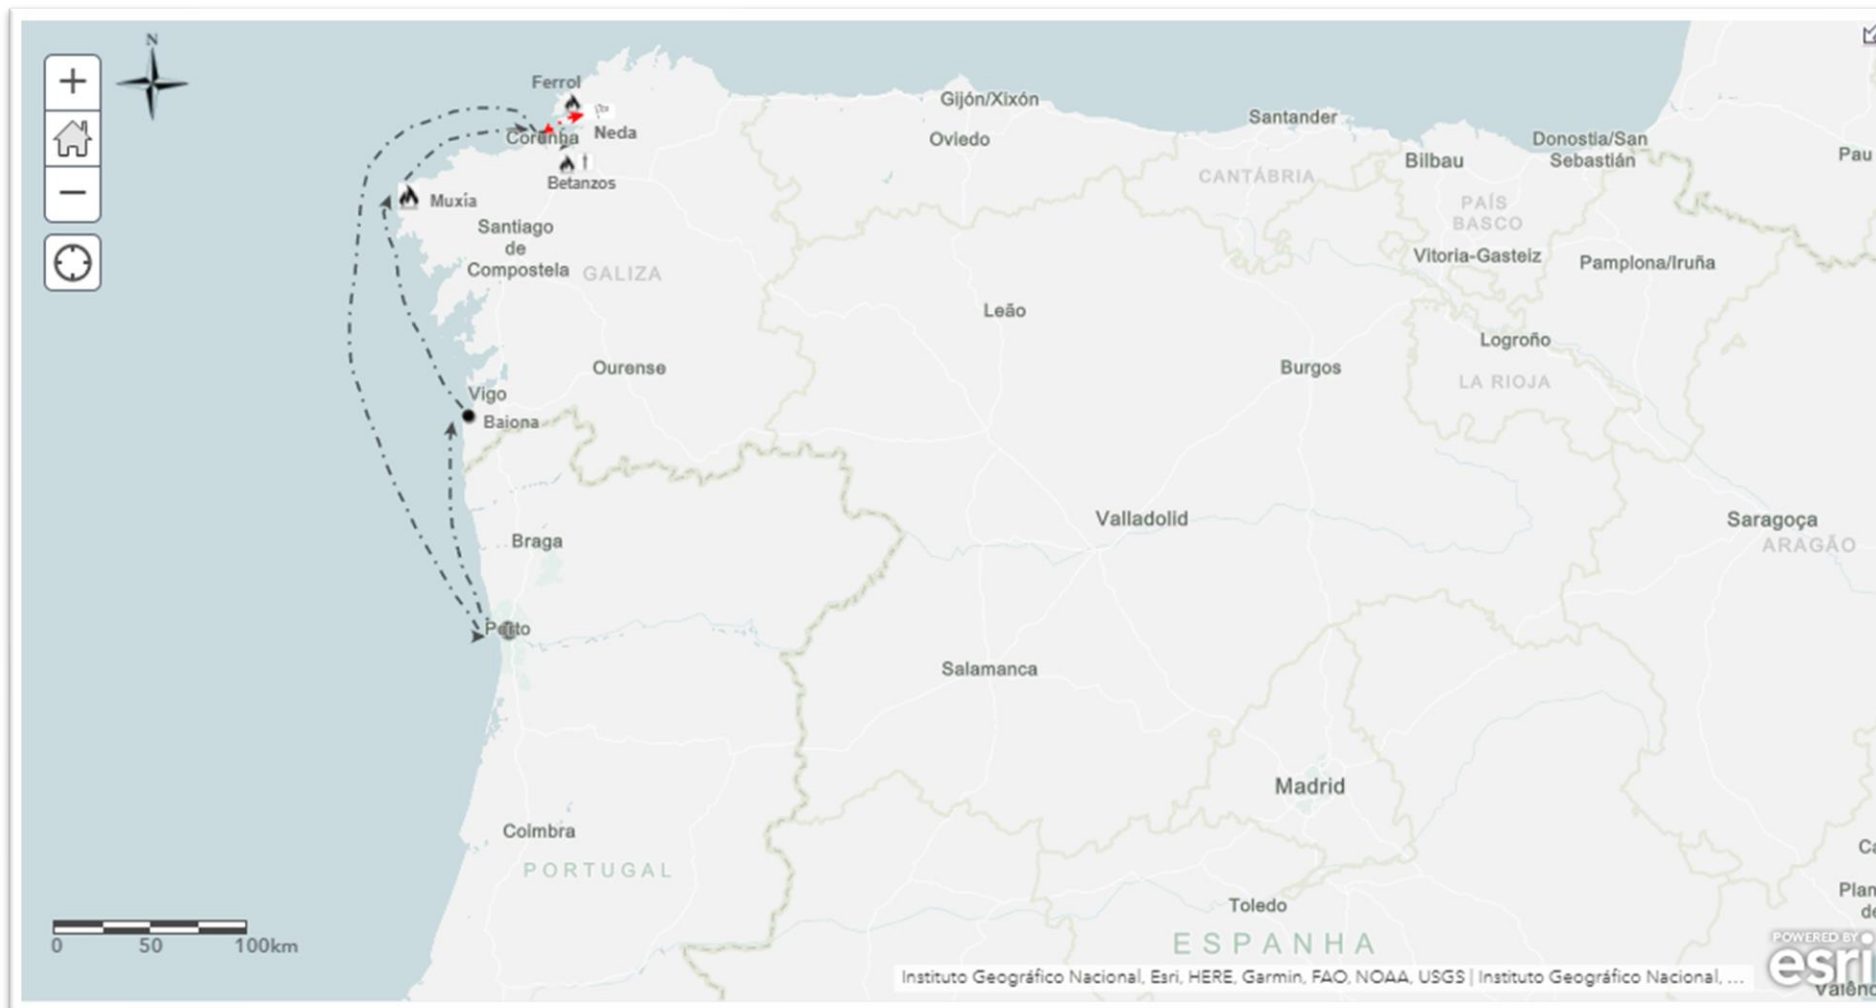 N
Ferrol
Corunha
Neda
Betanzos
Muxía
Santiago
de
Compostela
GALIZA
Gijón/Xixón
Oviedo
Santander
CANTÁBRIA
Bilbau
Donostia/San
Sebastián
Pau
PAÍS
BASCO
Vitoria-Gasteiz
Pamplona/Iruña
Leão
Logroño
LA RIOJA
Ourense
Burgos
Vigo
Baiona
Valladolid
Saragoça
ARAGÃO
Braga
Porto
Salamanca
Madrid
Coimbra
PORTUGAL
Toledo
ESPANHA
0 50 100km
Instituto Geográfico Nacional, Esri, HERE, Garmin, FAO, NOAA, USGS | Instituto Geográfico Nacional, ...
POWERED BY
esri